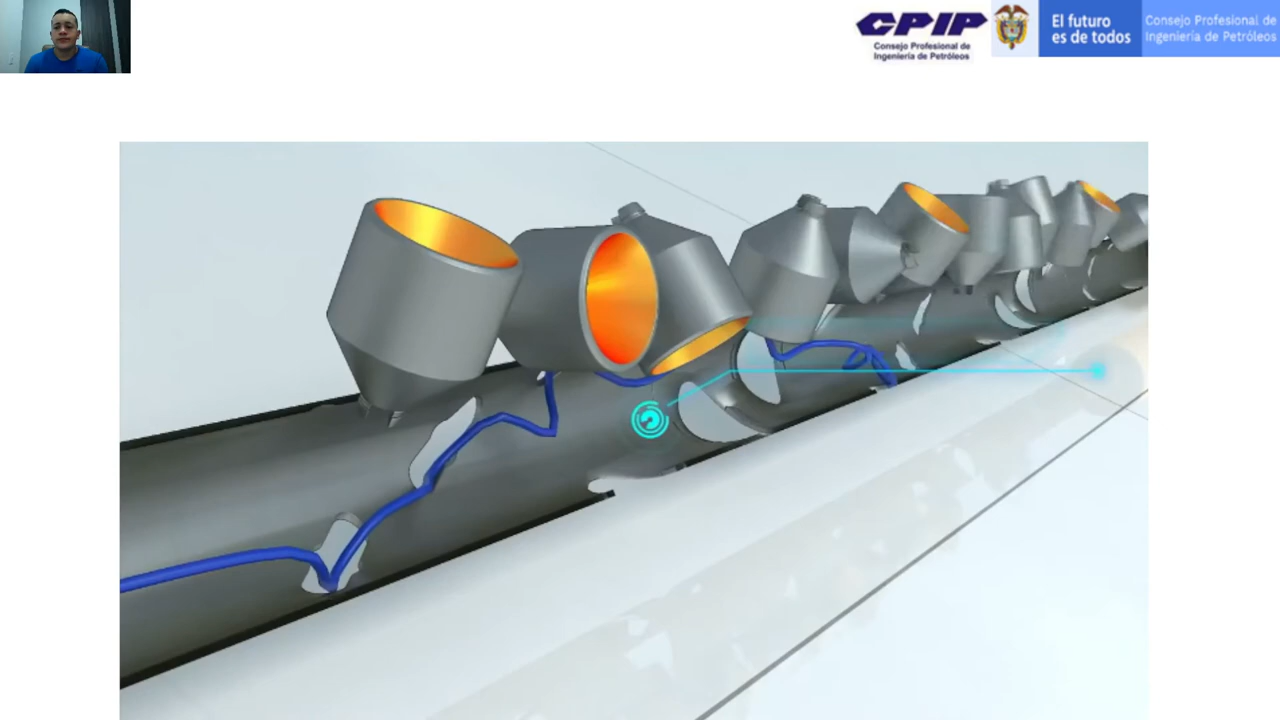 CPIP
Consejo Profesional de
Ingeniería de Petróleos
El futuro
es de todos
Consejo Profesional de
Ingeniería de Petróleos